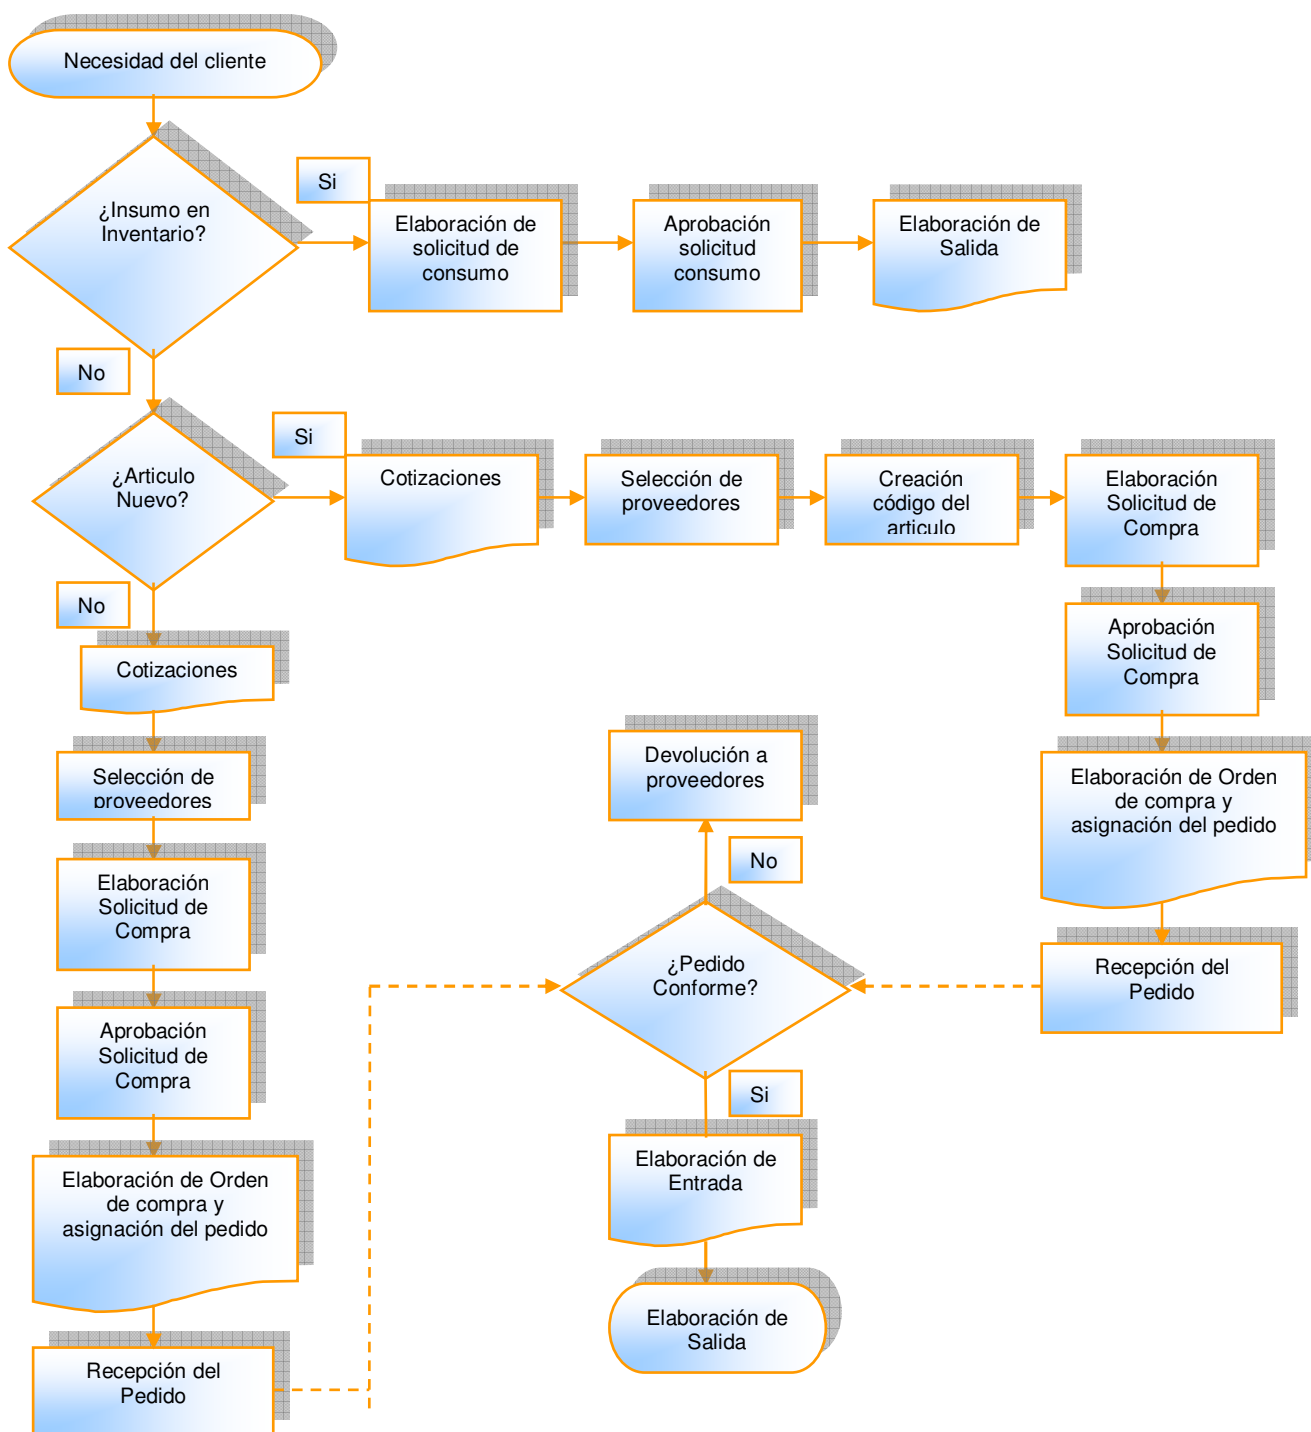 Necesidad del cliente
¿Insumo en
Inventario?
Si
Elaboración de
solicitud de
consumo
Aprobación
solicitud
consumo
Elaboración de
Salida
No
¿Articulo
Nuevo?
Si
Cotizaciones
Selección de
proveedores
Creación
código del
articulo
Elaboración
Solicitud de
Compra
No
Aprobación
Solicitud de
Compra
Cotizaciones
Selección de
proveedores
Devolución a
proveedores
Elaboración de Orden
de compra y
asignación del pedido
No
Elaboración
Solicitud de
Compra
¿Pedido
Conforme?
Recepción del
Pedido
Aprobación
Solicitud de
Compra
Si
Elaboración de
Entrada
Elaboración de Orden
de compra y
asignación del pedido
Elaboración de
Salida
Recepción del
Pedido